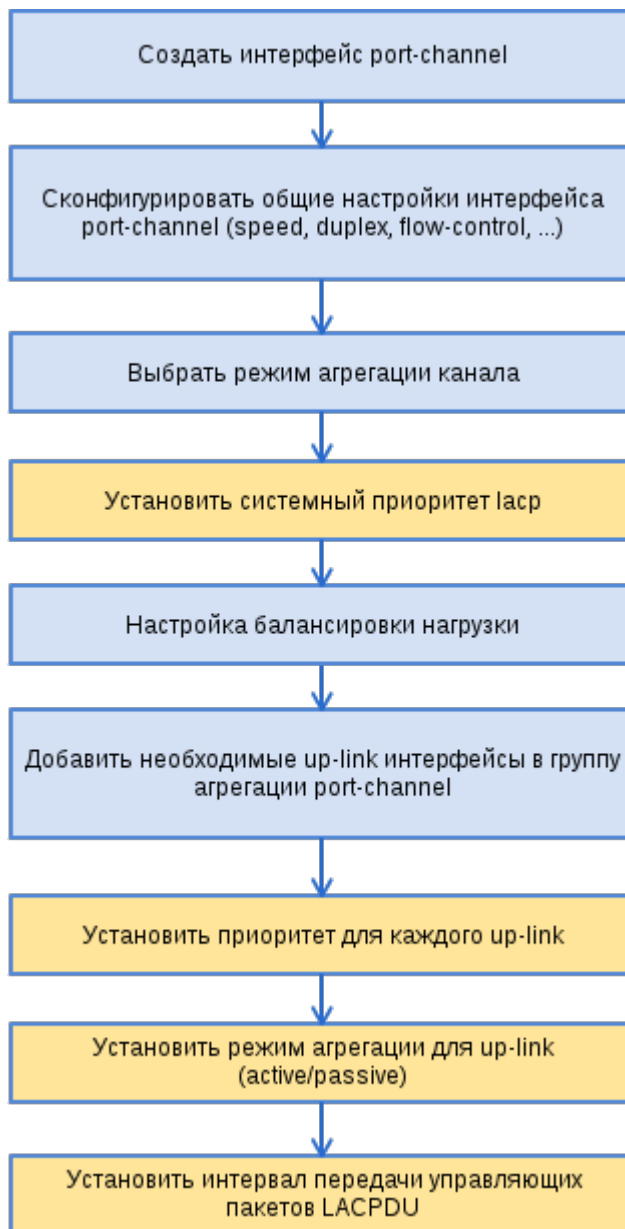 Создать интерфейс port-channel
Сконфигурировать общие настройки интерфейса
port-channel (speed, duplex, flow-control, ...)
Выбрать режим агрегации канала
Установить системный приоритет lacp
Настройка балансировки нагрузки
Добавить необходимые up-link интерфейсы в группу
агрегации port-channel
Установить приоритет для каждого up-link
Установить режим агрегации для up-link
(active/passive)
Установить интервал передачи управляющих
пакетов LACPDU